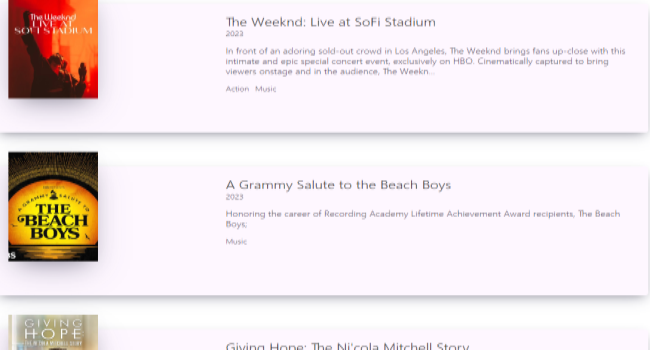 The Weeknd
LIVE AT
SOFI STADIUM
The Weeknd: Live at SoFi Stadium
2023
In front of an adoring sold-out crowd in Los Angeles, The Weeknd brings fans up-close with this
intimate and epic special concert event, exclusively on HBO. Cinematically captured to bring
viewers onstage and in the audience, The Weekn...
Action Music
A GRAMMY SALUTE TO
THE
BEACH
BOYS
A Grammy Salute to the Beach Boys
2023
Honoring the career of Recording Academy Lifetime Achievement Award recipients, The Beach
Boys;
Music
GIVING
HOPE
Giving Hope: The Ni'cola Mitchell Story